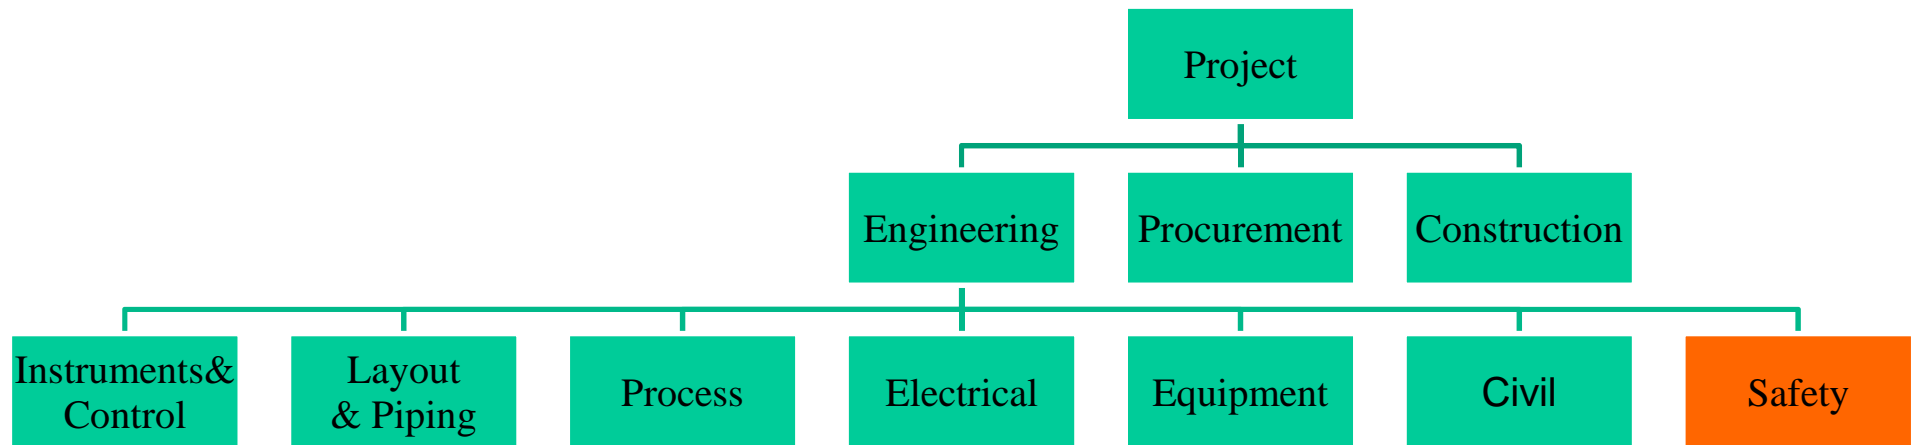 Project
Engineering
Procurement
Construction
Instruments&
Control
Layout
& Piping
Process
Electrical
Equipment
Civil
Safety